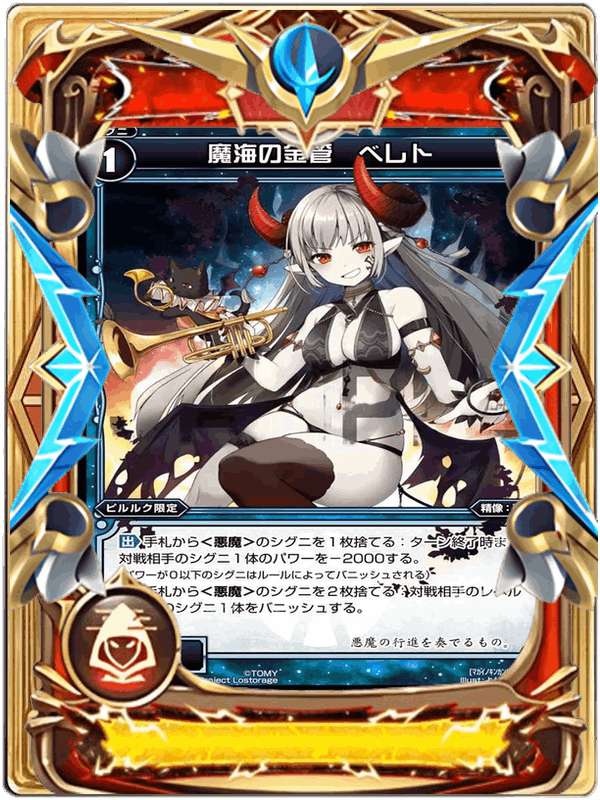 1
魔海の金管 ベレト
ピルルク限定
精像:
出 手札から<悪魔>のシグニを1枚捨てる:ターン終了時ま
対戦相手のシグニ1体のパワーを-2000する。
パワーが0以下のシグニはルールによってバニッシュされる)
札から<悪魔>のシグニを2枚捨てる:対戦相手のレベル
のシグニ1体をバニッシュする。
悪魔の行進を奏でるもの。
©TOMY
roject Lostorage
Illust.